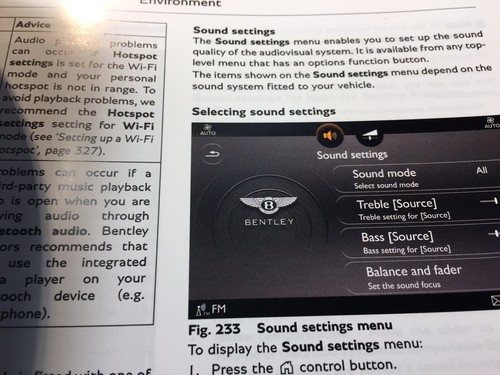 Environment
Advice
Audio problems
can occur Hotspot
settings is set for the Wi-Fi
mode and your personal
hotspot is not in range. To
avoid playback problems, we
recommend the Hotspot
settings setting for Wi-Fi
mode (see 'Setting up a Wi-Fi
hotspot', page 327).
roblems can occur if a
ird-party music playback
is open when you are
ying audio through
etooth audio. Bentley
ors recommends that
use the integrated
a player on your
ooth device (e.g.
phone).
Sound settings
The Sound settings menu enables you to set up the sound
quality of the audiovisual system. It is available from any top-
level menu that has an options function button.
The items shown on the Sound settings menu depend on the
sound system fitted to your vehicle.
Selecting sound settings
AUTO
AUTO
Sound settings
Sound mode All
Select sound mode
Treble [Source]
Treble setting for [Source]
Bass [Source]
Bass setting for [Source]
Balance and fader
Set the sound focus
B
BENTLEY
FM
Fig. 233 Sound settings menu
To display the Sound settings menu:
1. Press the control button.